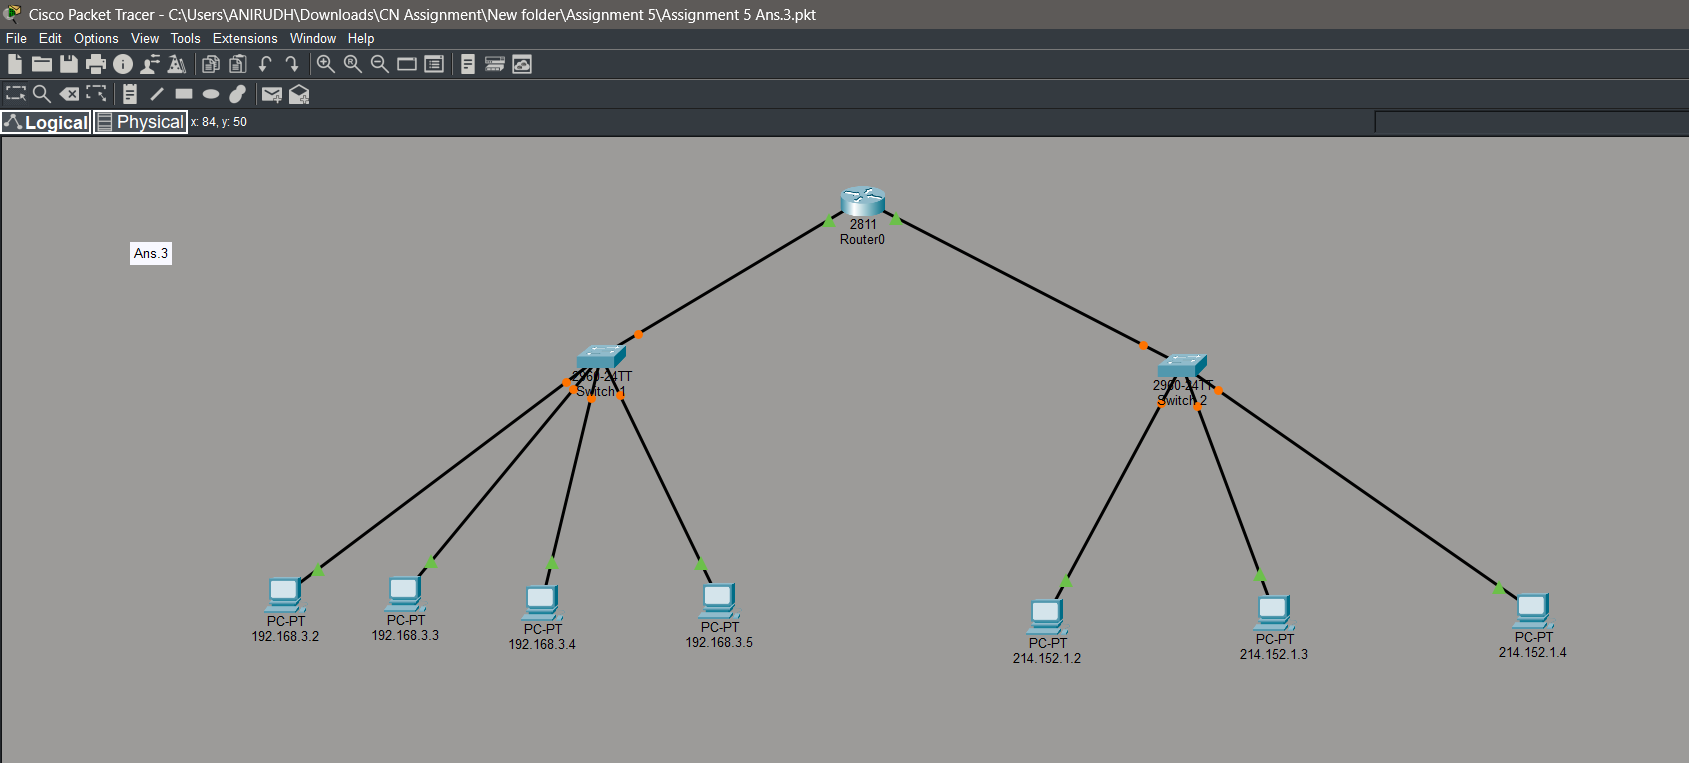 Cisco Packet Tracer - C:\Users\ANIRUDH\Downloads\CN Assignment\New folder\Assignment 5\Assignment 5 Ans.3.pkt
File Edit Options View Tools Extensions Window Help
Logical Physical x: 84, y: 50
2811
Router0
Ans.3
2960-24TT
Switch 1
2960-24TT
Switch 2
PC-PT
192.168.3.2
PC-PT
192.168.3.3
PC-PT
192.168.3.4
PC-PT
192.168.3.5
PC-PT
214.152.1.2
PC-PT
214.152.1.3
PC-PT
214.152.1.4